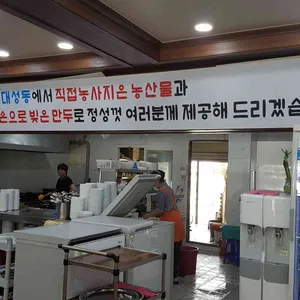 대성동에서 직접농사지은 농산물과
손으로 빚은 만두로 정성껏 여러분께 제공해 드리겠